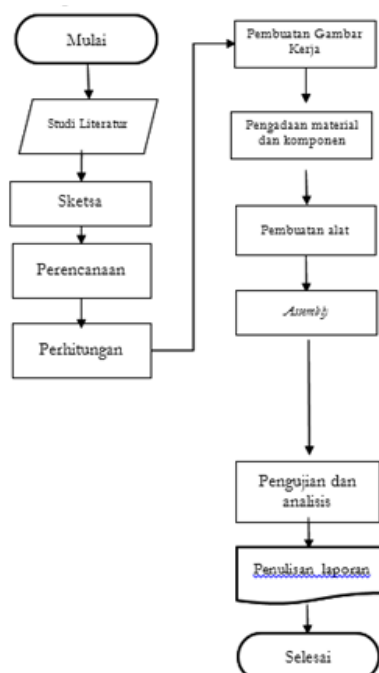 Mulai
Studi Literatur
Sketsa
Perencanaan
Perhitungan
Pembuatan Gambar
Kerja
Pengadaan material
dan komponen
Pembuatan alat
Assembly
Pengujian dan
analisis
Penulisan laporan
Selesai